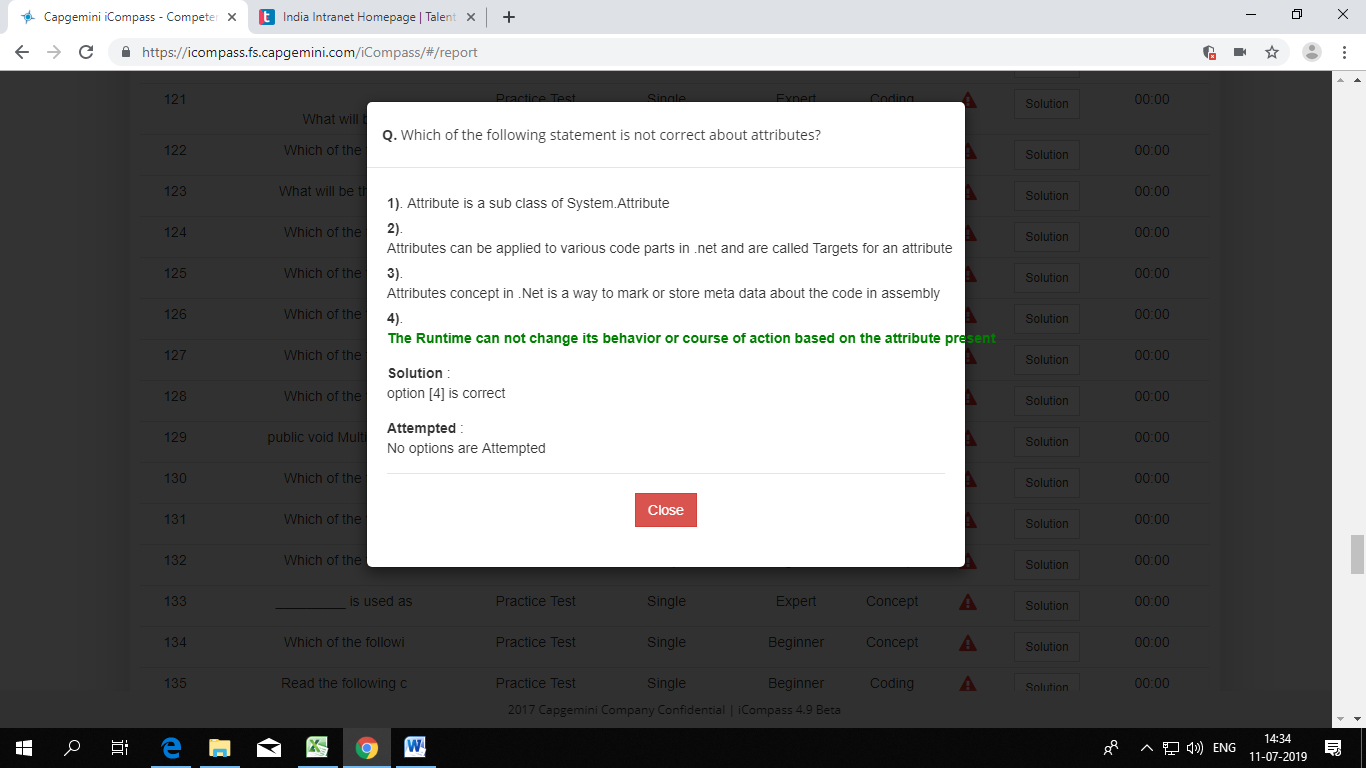 Capgemini iCompass - Competer
India Intranet Homepage | Talent
https://icompass.fs.capgemini.com/iCompass/#/report
121 Practice Test Single Expert Coding Solution 00:00
What will b
122 Which of the Solution 00:00
123 What will be th Solution 00:00
124 Which of the Solution 00:00
125 Which of the Solution 00:00
126 Which of the Solution 00:00
127 Which of the Solution 00:00
128 Which of the Solution 00:00
129 public void Multi Solution 00:00
130 Which of the Solution 00:00
131 Which of the Solution 00:00
132 Which of the Solution 00:00
133 __________ is used as Practice Test Single Expert Concept Solution 00:00
134 Which of the followi Practice Test Single Beginner Concept Solution 00:00
135 Read the following c Practice Test Single Beginner Coding Solution 00:00
Q. Which of the following statement is not correct about attributes?
1). Attribute is a sub class of System.Attribute
2).
Attributes can be applied to various code parts in .net and are called Targets for an attribute
3).
Attributes concept in .Net is a way to mark or store meta data about the code in assembly
4).
The Runtime can not change its behavior or course of action based on the attribute present
Solution :
option [4] is correct
Attempted :
No options are Attempted
Close
2017 Capgemini Company Confidential | iCompass 4.9 Beta
ENG
14:34
11-07-2019